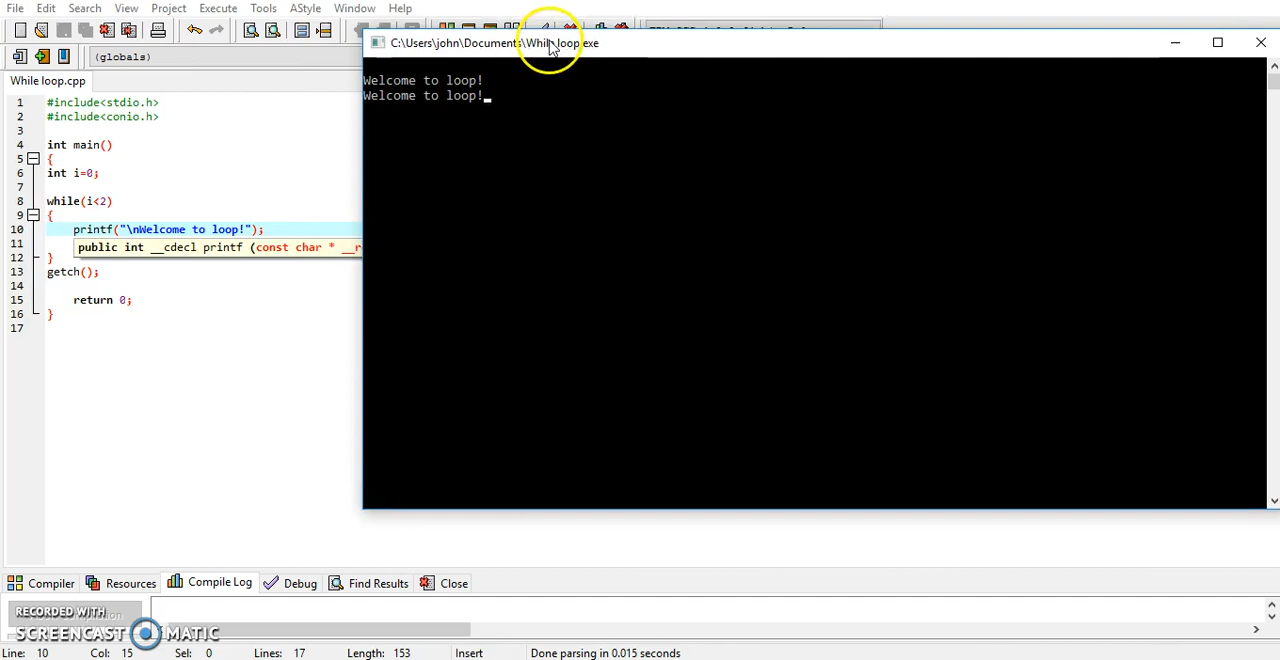 File Edit Search View Project Execute Tools AStyle Window Help
(globals)
C:\Users\john\Documents\While loop.exe
While loop.cpp
Welcome to loop!
Welcome to loop!
1 #include<stdio.h>
2 #include<conio.h>
3
4 int main()
5 {
6 int i=0;
7
8 while(i<2)
9 {
10 printf("\nWelcome to loop!");
11 public int __cdecl printf (const char * __r
12 }
13 getch();
14
15 return 0;
16 }
17
Compiler Resources Compile Log Debug Find Results Close
RECORDED WITH
SCREENCAST MATIC
Line: 10 Col: 15 Sel: 0 Lines: 17 Length: 153 Insert Done parsing in 0.015 seconds